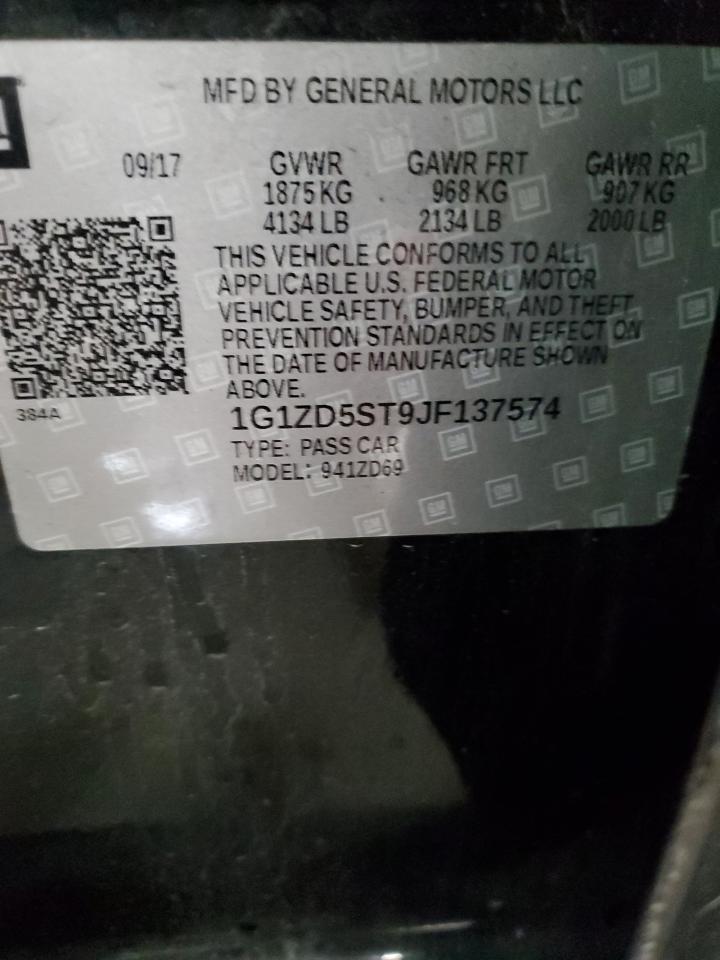 MFD BY GENERAL MOTORS LLC
09/17 GVWR GAWR FRT GAWR RR
1875 KG 968 KG 907 KG
4134 LB 2134 LB 2000 LB
THIS VEHICLE CONFORMS TO ALL
APPLICABLE U.S. FEDERAL MOTOR
VEHICLE SAFETY, BUMPER, AND THEFT
PREVENTION STANDARDS IN EFFECT ON
THE DATE OF MANUFACTURE SHOWN
ABOVE.
384A
1G1ZD5ST9JF137574
TYPE: PASS CAR
MODEL: 941ZD69